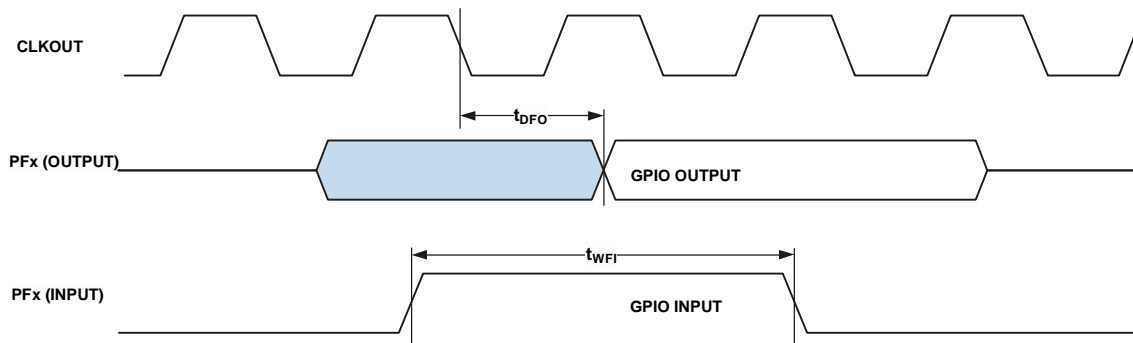 CLKOUT
tDFO
PFx (OUTPUT)
GPIO OUTPUT
tWFI
PFx (INPUT)
GPIO INPUT